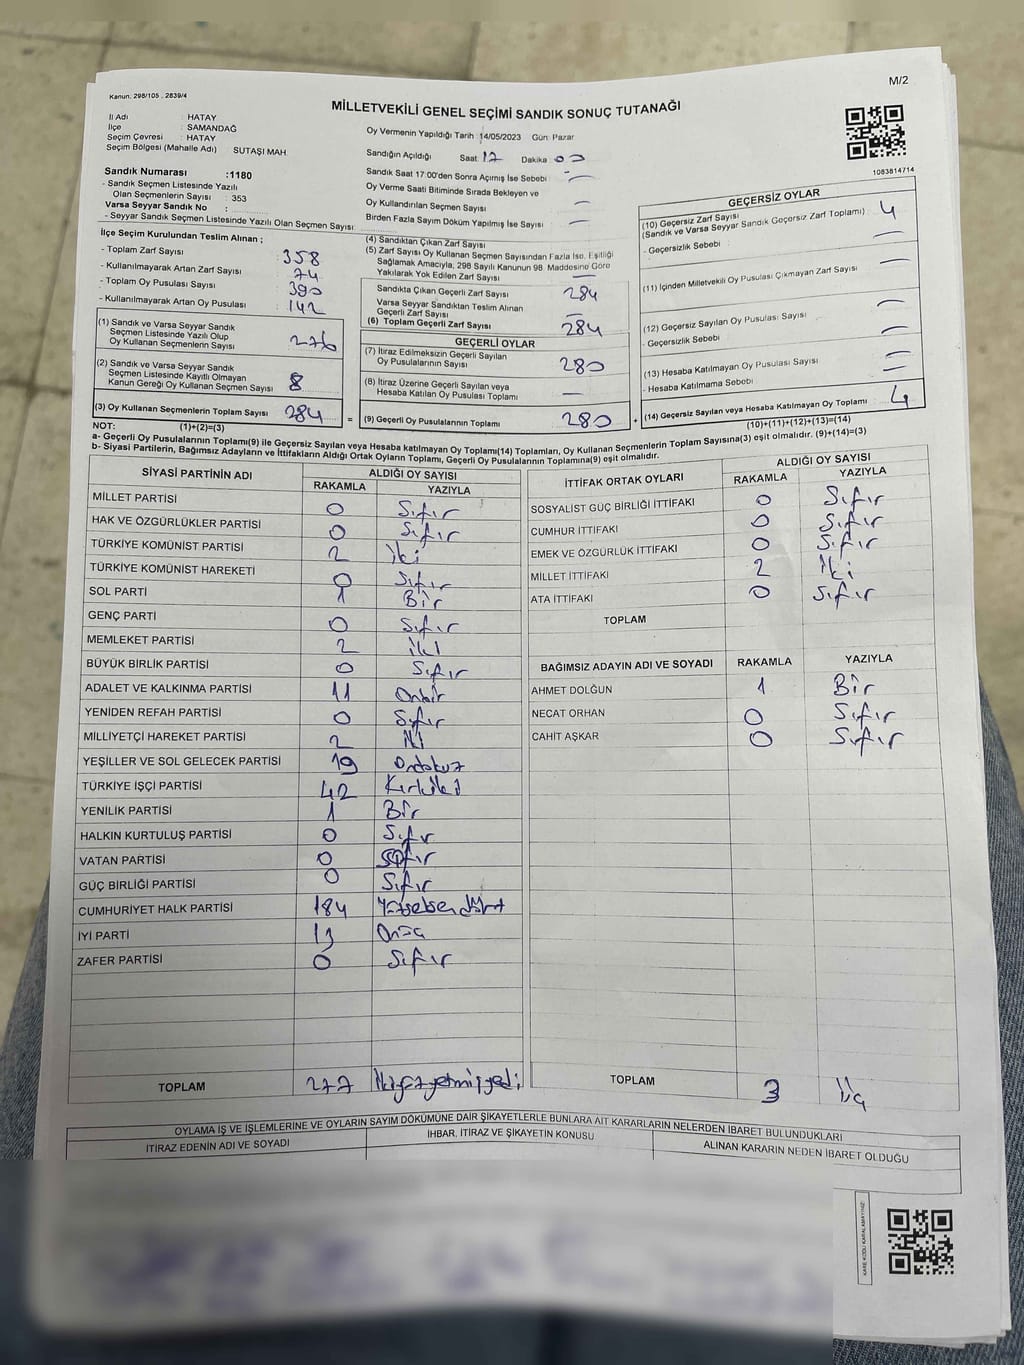 M/2
Kanun: 298/105 , 2839/4
MİLLETVEKİLİ GENEL SEÇİMİ SANDIK SONUÇ TUTANAĞI
İl Adı : HATAY
İlçe : SAMANDAĞ
Seçim Çevresi : HATAY
Seçim Bölgesi (Mahalle Adı) SUTAŞI MAH.
Sandık Numarası :1180
- Sandık Seçmen Listesinde Yazılı
Olan Seçmenlerin Sayısı : 353
Varsa Seyyar Sandık No :
- Seyyar Sandık Seçmen Listesinde Yazılı Olan Seçmen Sayısı
İlçe Seçim Kurulundan Teslim Alınan ;
- Toplam Zarf Sayısı : 358
- Kullanılmayarak Artan Zarf Sayısı : 74
- Toplam Oy Pusulası Sayısı : 390
- Kullanılmayarak Artan Oy Pusulası : 142
(1) Sandık ve Varsa Seyyar Sandık
Seçmen Listesinde Yazılı Olup
Oy Kullanan Seçmenlerin Sayısı 276
(2) Sandık ve Varsa Seyyar Sandık
Seçmen Listesinde Kayıtlı Olmayan
Kanun Gereği Oy Kullanan Seçmen Sayısı 8
(3) Oy Kullanan Seçmenlerin Toplam Sayısı 284 =
(1)+(2)=(3)
Oy Vermenin Yapıldığı Tarih : 14/05/2023 Gün: Pazar
Sandığın Açıldığı Saat 17 Dakika 00
Sandık Saat 17:00'den Sonra Açılmış İse Sebebi : —
Oy Verme Saati Bitiminde Sırada Bekleyen ve
Oy Kullandırılan Seçmen Sayısı —
Birden Fazla Sayım Döküm Yapılmış İse Sayısı —
(4) Sandıktan Çıkan Zarf Sayısı
(5) Zarf Sayısı Oy Kullanan Seçmen Sayısından Fazla İse, Eşitliği
Sağlamak Amacıyla, 298 Sayılı Kanunun 98. Maddesine Göre
Yakılarak Yok Edilen Zarf Sayısı —
Sandıkta Çıkan Geçerli Zarf Sayısı 284
Varsa Seyyar Sandıktan Teslim Alınan
Geçerli Zarf Sayısı —
(6) Toplam Geçerli Zarf Sayısı 284
GEÇERLİ OYLAR
(7) İtiraz Edilmeksizin Geçerli Sayılan
Oy Pusulalarının Sayısı 280
(8) İtiraz Üzerine Geçerli Sayılan veya
Hesaba Katılan Oy Pusulası Toplamı —
(9) Geçerli Oy Pusulalarının Toplamı 280 +
1083814714
GEÇERSİZ OYLAR
(10) Geçersiz Zarf Sayısı 4
(Sandık ve Varsa Seyyar Sandık Geçersiz Zarf Toplamı)
- Geçersizlik Sebebi : —
(11) İçinden Milletvekili Oy Pusulası Çıkmayan Zarf Sayısı —
(12) Geçersiz Sayılan Oy Pusulası Sayısı —
- Geçersizlik Sebebi : —
(13) Hesaba Katılmayan Oy Pusulası Sayısı —
- Hesaba Katılmama Sebebi —
(14) Geçersiz Sayılan veya Hesaba Katılmayan Oy Toplamı 4
(10)+(11)+(12)+(13)=(14)
NOT:
a- Geçerli Oy Pusulalarının Toplamı(9) ile Geçersiz Sayılan veya Hesaba katılmayan Oy Toplamı(14) Toplamları, Oy Kullanan Seçmenlerin Toplam Sayısına(3) eşit olmalıdır. (9)+(14)=(3)
b- Siyasi Partilerin, Bağımsız Adayların ve İttifakların Aldığı Ortak Oyların Toplamı, Geçerli Oy Pusulalarının Toplamına(9) eşit olmalıdır.
SİYASİ PARTİNİN ADI ALDIĞI OY SAYISI
RAKAMLA YAZIYLA
MİLLET PARTİSİ 0 Sıfır
HAK VE ÖZGÜRLÜKLER PARTİSİ 0 Sıfır
TÜRKİYE KOMÜNİST PARTİSİ 2 İki
TÜRKİYE KOMÜNİST HAREKETİ 0 Sıfır
SOL PARTİ 1 Bir
GENÇ PARTİ 0 Sıfır
MEMLEKET PARTİSİ 2 iki
BÜYÜK BİRLİK PARTİSİ 0 Sıfır
ADALET VE KALKINMA PARTİSİ 11 Onbir
YENİDEN REFAH PARTİSİ 0 Sıfır
MİLLİYETÇİ HAREKET PARTİSİ 2 İki
YEŞİLLER VE SOL GELECEK PARTİSİ 19 Ondokuz
TÜRKİYE İŞÇİ PARTİSİ 42 Kırkiki
YENİLİK PARTİSİ 1 Bir
HALKIN KURTULUŞ PARTİSİ 0 Sıfır
VATAN PARTİSİ 0 Sıfır
GÜÇ BİRLİĞİ PARTİSİ 0 Sıfır
CUMHURİYET HALK PARTİSİ 184 Yüzseksendört
İYİ PARTİ 13 Onüç
ZAFER PARTİSİ 0 Sıfır
TOPLAM 277 İkiyüzyetmişyedi
İTTİFAK ORTAK OYLARI ALDIĞI OY SAYISI
RAKAMLA YAZIYLA
SOSYALİST GÜÇ BİRLİĞİ İTTİFAKI 0 Sıfır
CUMHUR İTTİFAKI 0 Sıfır
EMEK VE ÖZGÜRLÜK İTTİFAKI 0 Sıfır
MİLLET İTTİFAKI 2 İki
ATA İTTİFAKI 0 Sıfır
TOPLAM
BAĞIMSIZ ADAYIN ADI VE SOYADI RAKAMLA YAZIYLA
AHMET DOLĞUN 1 Bir
NECAT ORHAN 0 Sıfır
CAHİT AŞKAR 0 Sıfır
TOPLAM 3 Üç
OYLAMA İŞ VE İŞLEMLERİNE VE OYLARIN SAYIM DÖKÜMÜNE DAİR ŞİKAYETLERLE BUNLARA AİT KARARLARIN NELERDEN İBARET BULUNDUKLARI
İTİRAZ EDENİN ADI VE SOYADI İHBAR, İTİRAZ VE ŞİKAYETİN KONUSU ALINAN KARARIN NEDEN İBARET OLDUĞU
KARE KODU KARALAMAYINIZ!